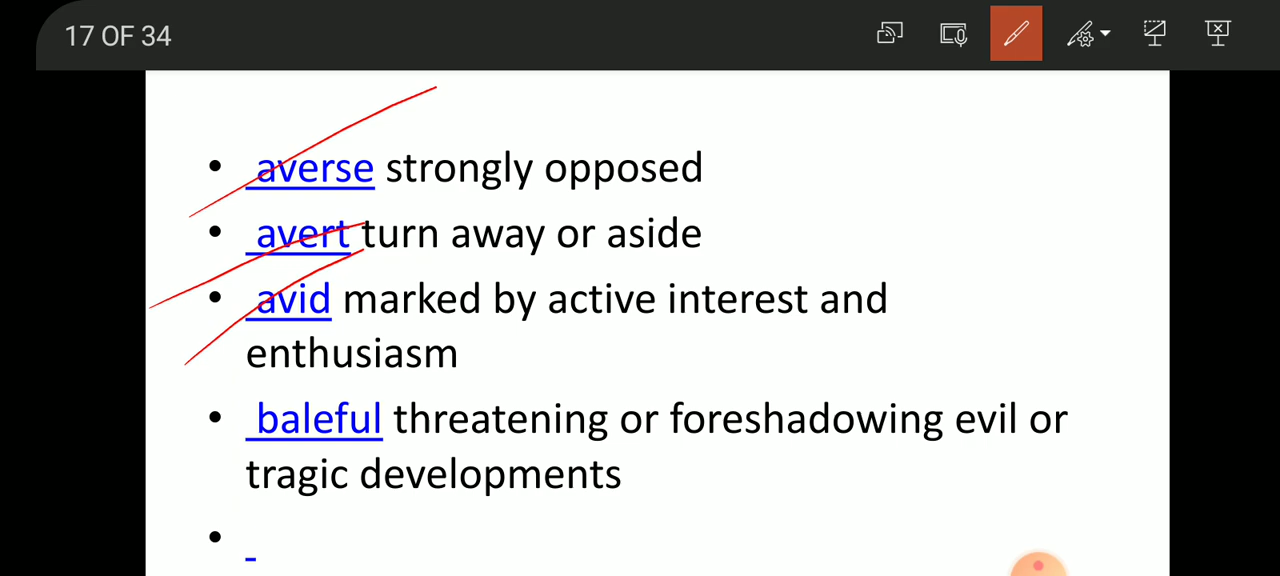 17 OF 34
• averse strongly opposed
• avert turn away or aside
• avid marked by active interest and
enthusiasm
• baleful threatening or foreshadowing evil or
tragic developments
•